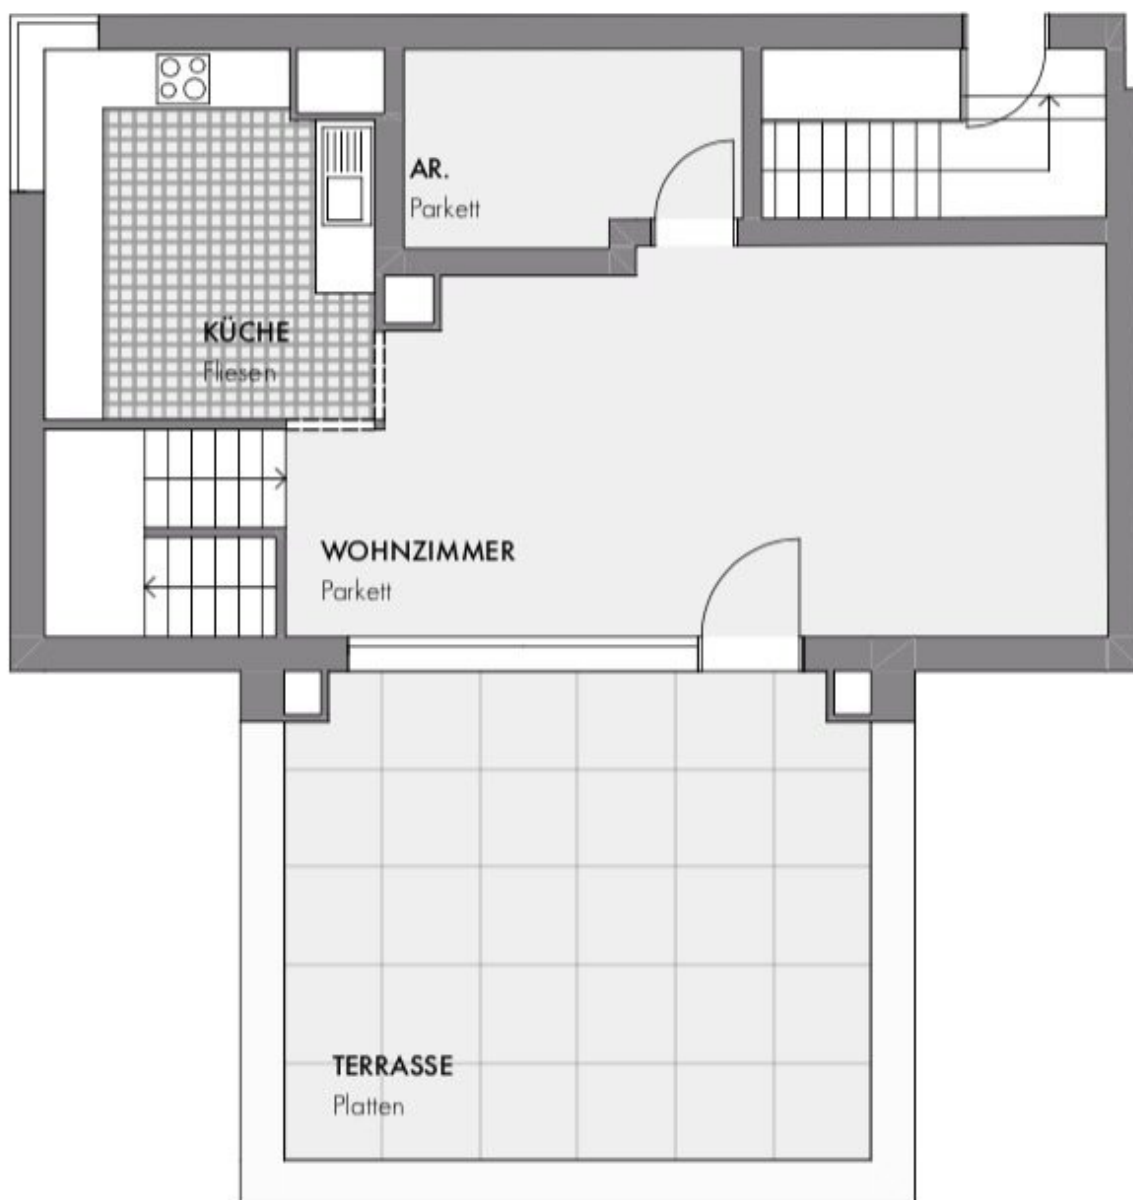 AR.
Parkett
KÜCHE
Fliesen
WOHNZIMMER
Parkett
TERRASSE
Platten